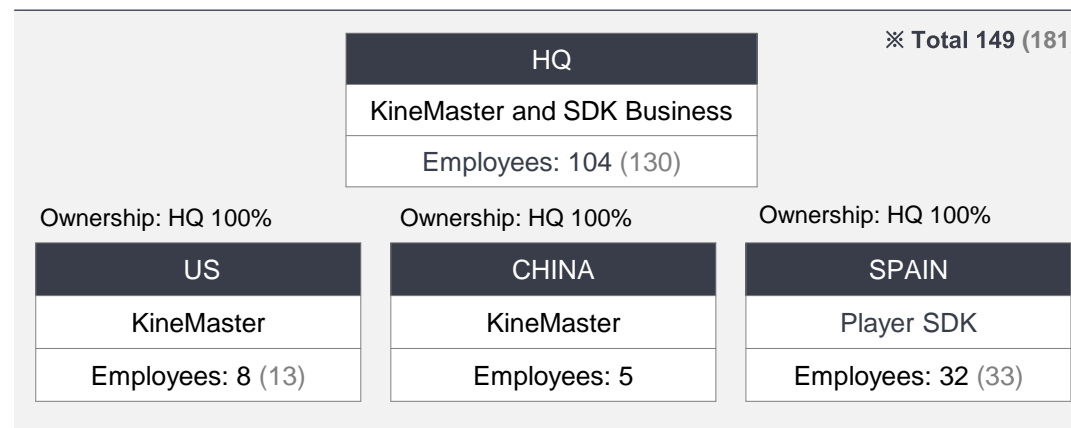 ※ Total 149 (181
HQ
KineMaster and SDK Business
Employees: 104 (130)
Ownership: HQ 100%
Ownership: HQ 100%
Ownership: HQ 100%
US
CHINA
SPAIN
KineMaster
KineMaster
Player SDK
Employees: 8 (13)
Employees: 5
Employees: 32 (33)